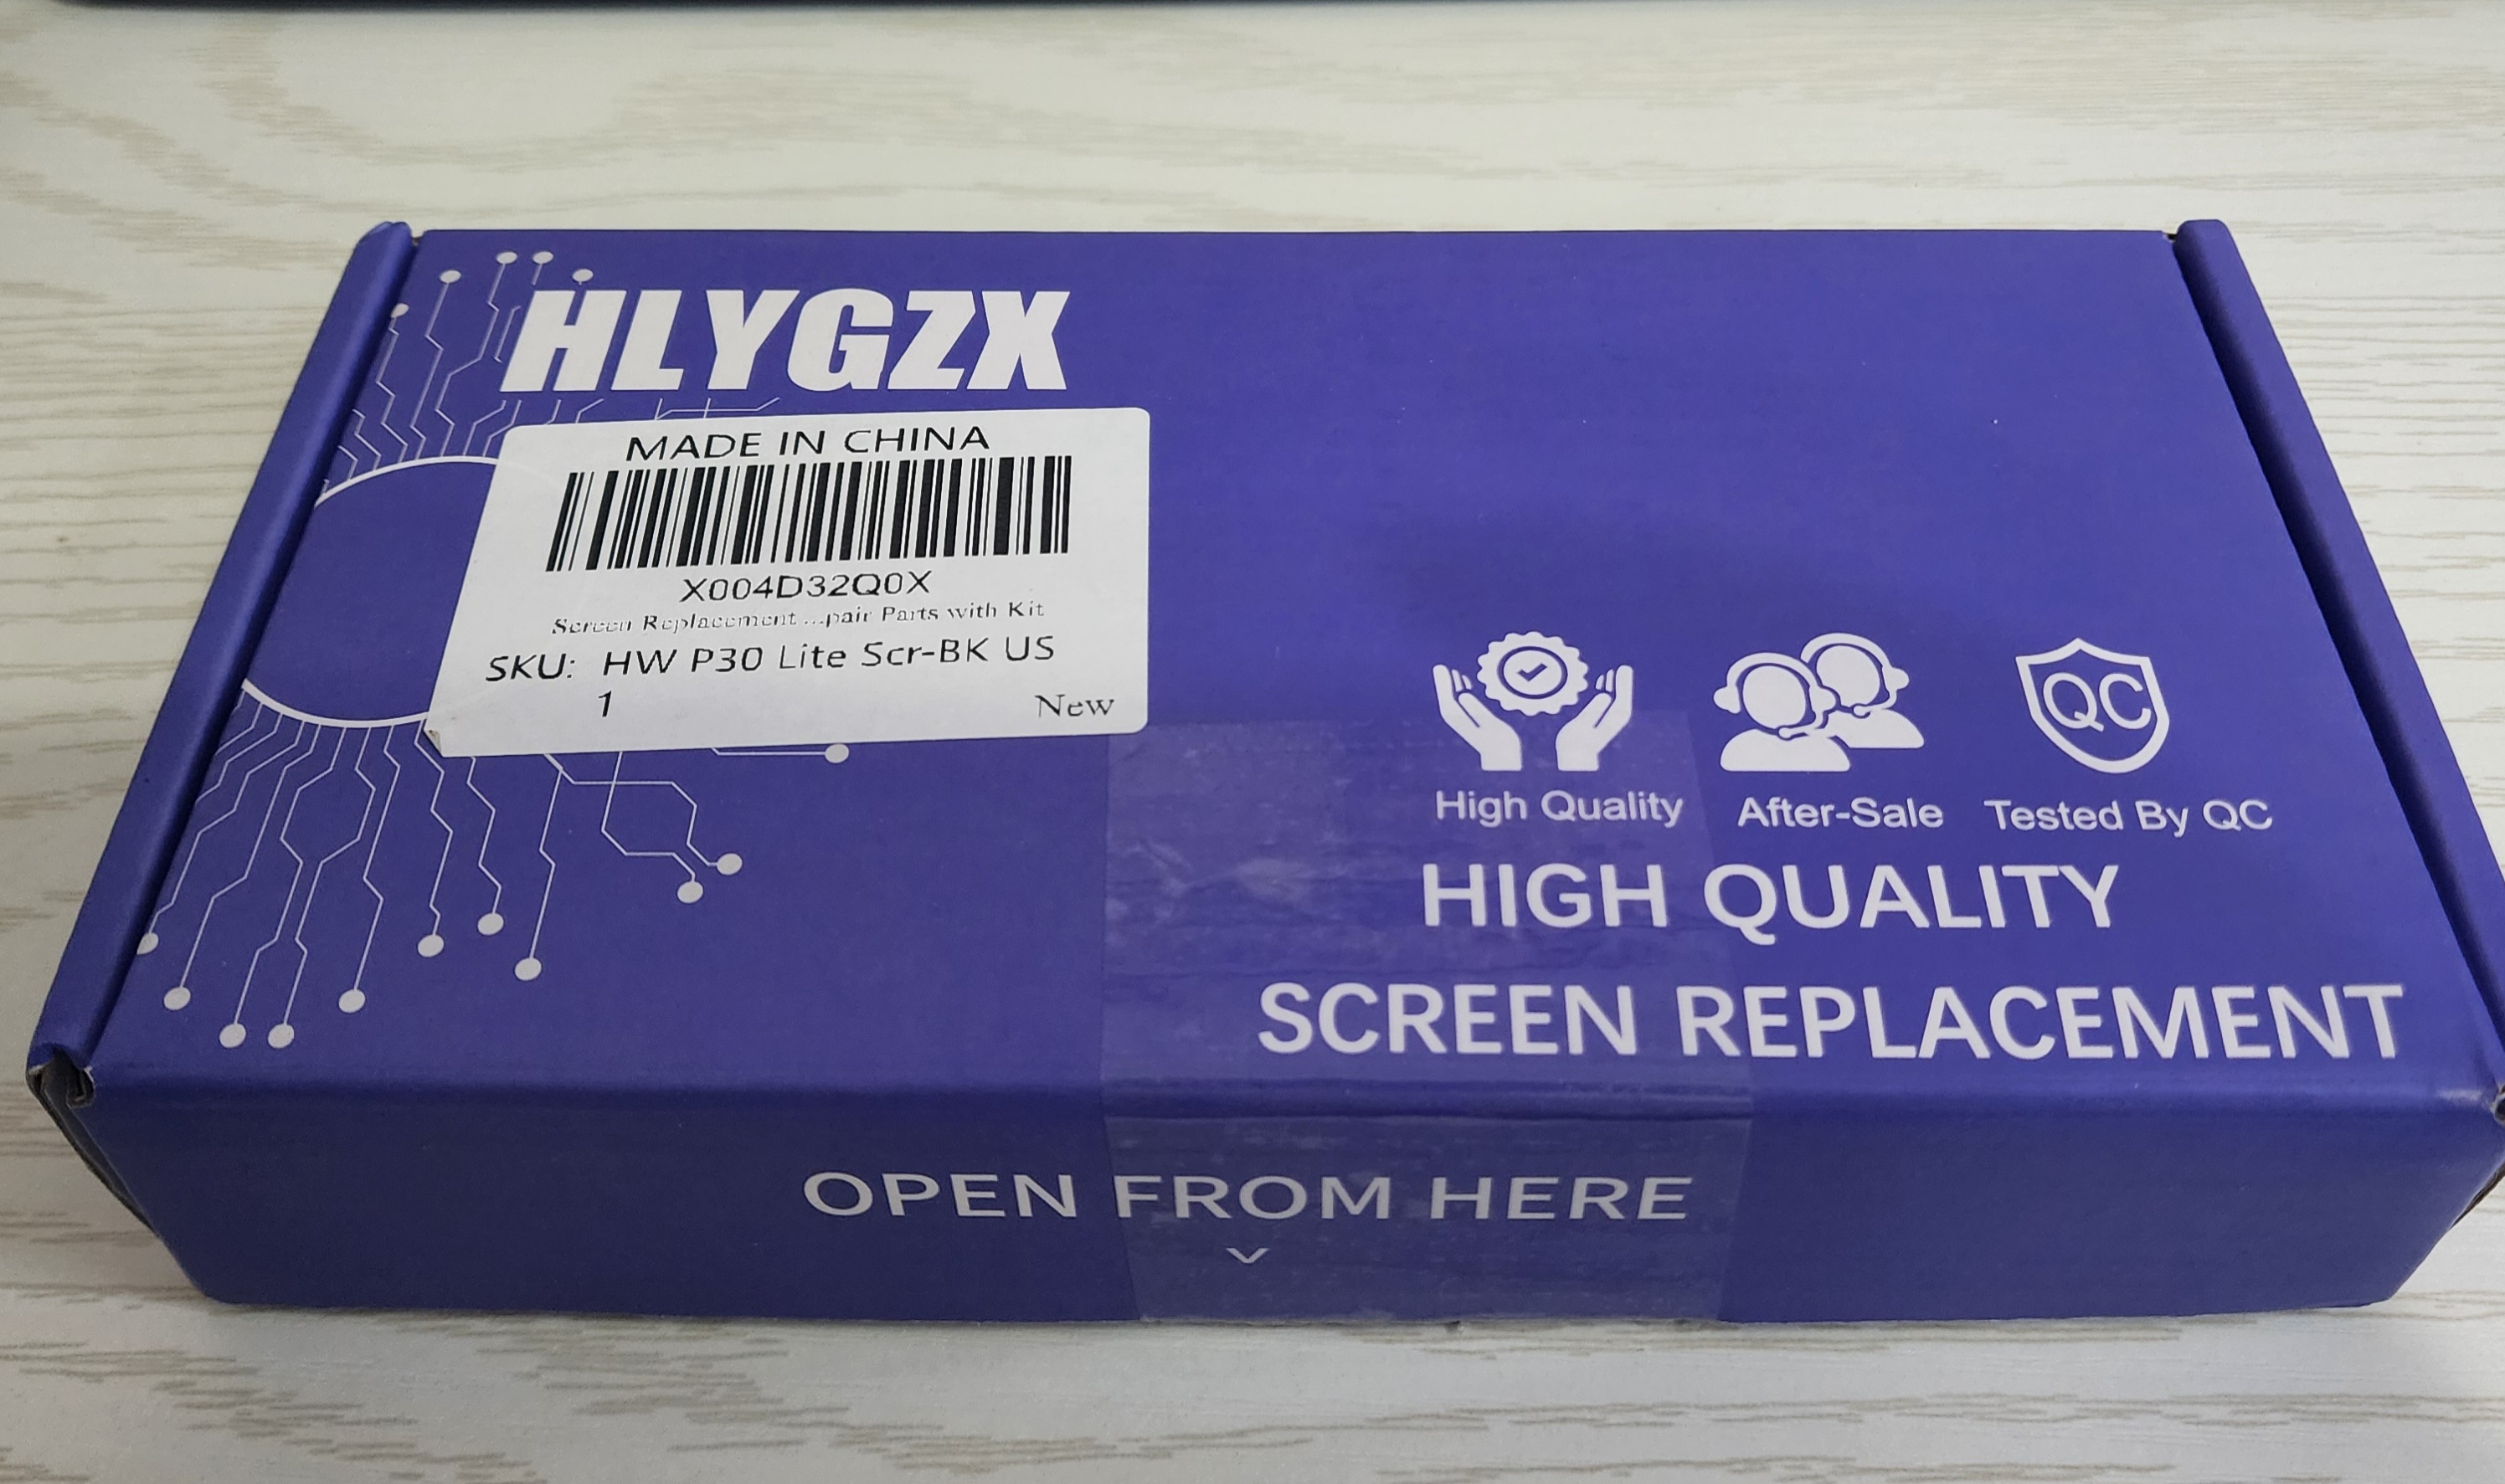 HLYGZX
MADE IN CHINA
X004D32Q0X
Screen Replacement ...pair Parts with Kit
SKU: HW P30 Lite Scr-BK US
1
New
QC
High Quality
After-Sale
Tested By QC
HIGH QUALITY
SCREEN REPLACEMENT
OPEN FROM HERE